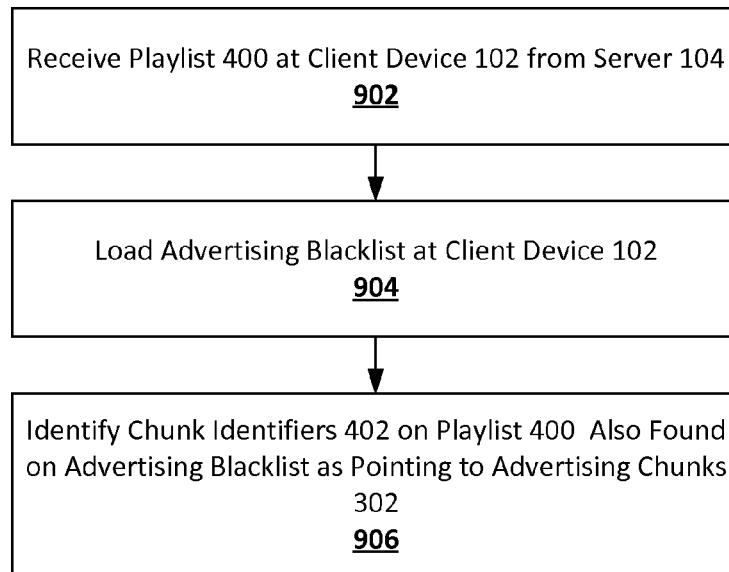 Receive Playlist 400 at Client Device 102 from Server 104
902
Load Advertising Blacklist at Client Device 102
904
Identify Chunk Identifiers 402 on Playlist 400 Also Found
on Advertising Blacklist as Pointing to Advertising Chunks
302
906